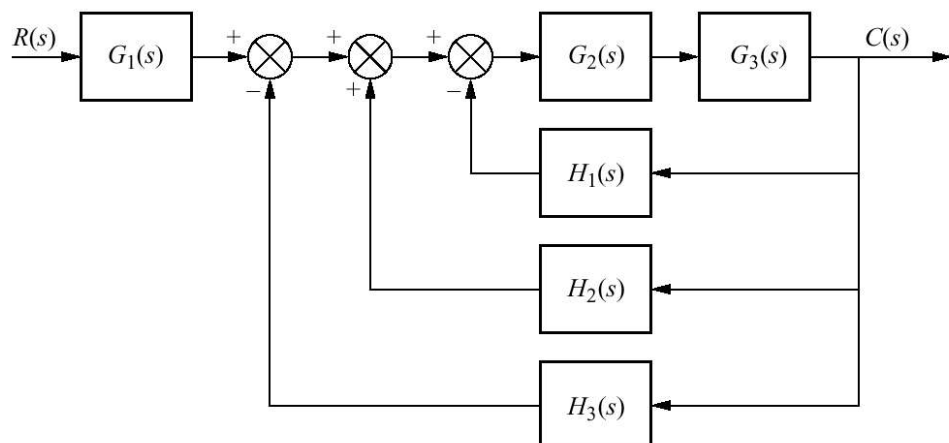 R(s) G₁(s) + − + + + − G₂(s) G₃(s) C(s)
H₁(s)
H₂(s)
H₃(s)